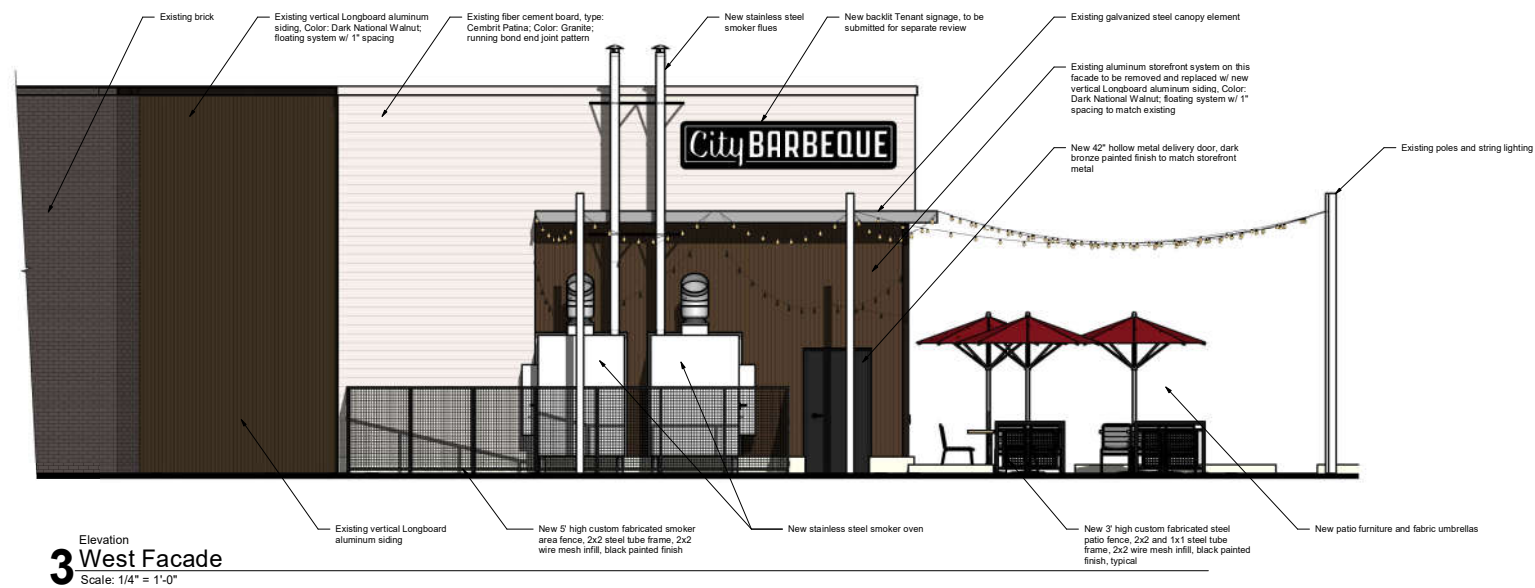 Existing brick
Existing vertical Longboard aluminum
siding, Color: Dark National Walnut;
floating system w/ 1" spacing
Existing fiber cement board, type:
Cembrit Patina; Color: Granite;
running bond end joint pattern
New stainless steel
smoker flues
New backlit Tenant signage, to be
submitted for separate review
Existing galvanized steel canopy element
Existing aluminum storefront system on this
facade to be removed and replaced w/ new
vertical Longboard aluminum siding, Color:
Dark National Walnut; floating system w/ 1"
spacing to match existing
City BARBEQUE
New 42" hollow metal delivery door, dark
bronze painted finish to match storefront
metal
Existing poles and string lighting
Existing vertical Longboard
aluminum siding
New 5' high custom fabricated smoker
area fence, 2x2 steel tube frame, 2x2
wire mesh infill, black painted finish
New stainless steel smoker oven
New 3' high custom fabricated steel
patio fence, 2x2 and 1x1 steel tube
frame, 2x2 wire mesh infill, black painted
finish, typical
New patio furniture and fabric umbrellas
Elevation
3 West Facade
Scale: 1/4" = 1'-0"